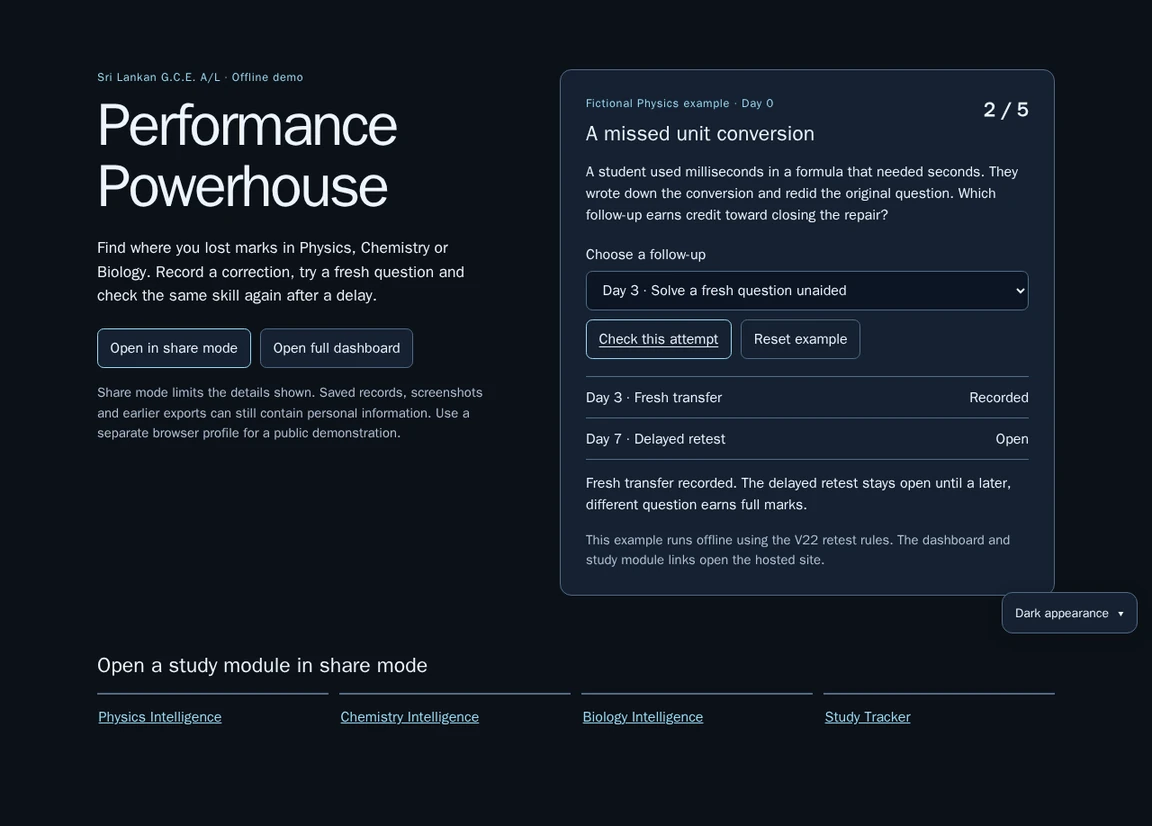 Sri Lankan G.C.E. A/L · Offline demo
Performance
Powerhouse
Find where you lost marks in Physics, Chemistry or
Biology. Record a correction, try a fresh question and
check the same skill again after a delay.
Open in share mode
Open full dashboard
Share mode limits the details shown. Saved records, screenshots
and earlier exports can still contain personal information. Use a
separate browser profile for a public demonstration.
Fictional Physics example · Day 0
2 / 5
A missed unit conversion
A student used milliseconds in a formula that needed seconds. They
wrote down the conversion and redid the original question. Which
follow-up earns credit toward closing the repair?
Choose a follow-up
Day 3 · Solve a fresh question unaided
Check this attempt
Reset example
Day 3 · Fresh transfer Recorded
Day 7 · Delayed retest Open
Fresh transfer recorded. The delayed retest stays open until a later,
different question earns full marks.
This example runs offline using the V22 retest rules. The dashboard and
study module links open the hosted site.
Dark appearance ▾
Open a study module in share mode
Physics Intelligence
Chemistry Intelligence
Biology Intelligence
Study Tracker